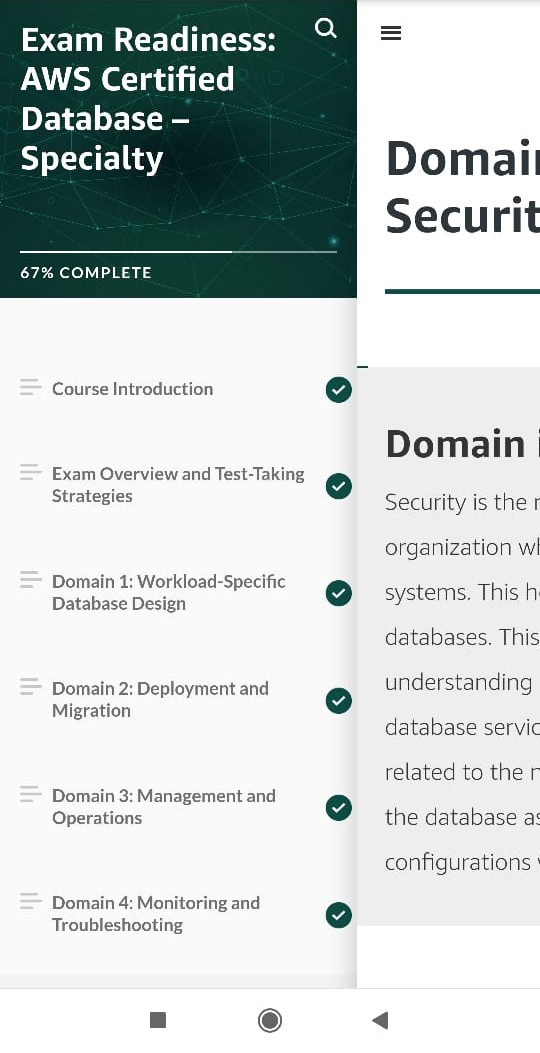 Exam Readiness:
AWS Certified
Database –
Specialty
67% COMPLETE
Course Introduction
Exam Overview and Test-Taking
Strategies
Domain 1: Workload-Specific
Database Design
Domain 2: Deployment and
Migration
Domain 3: Management and
Operations
Domain 4: Monitoring and
Troubleshooting
Domain
Securit
Domain i
Security is the
organization wh
systems. This h
databases. This
understanding
database servic
related to the
the database as
configurations